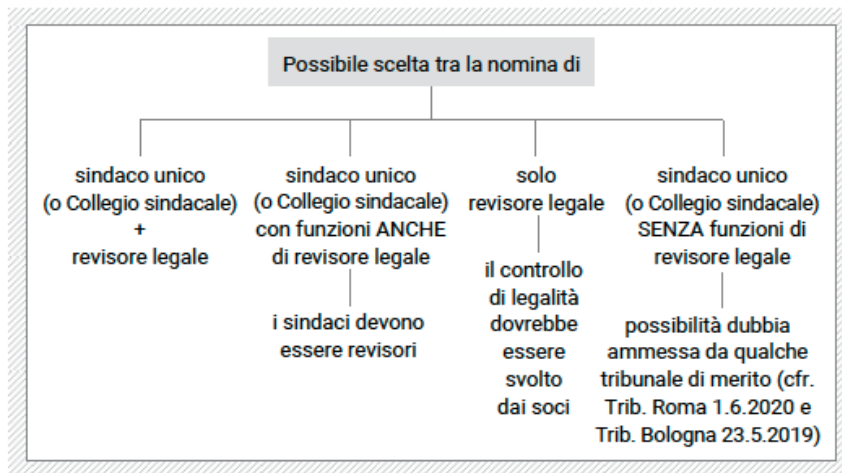 Possibile scelta tra la nomina di
sindaco unico
(o Collegio sindacale)
+
revisore legale
sindaco unico
(o Collegio sindacale)
con funzioni ANCHE
di revisore legale
i sindaci devono
essere revisori
solo
revisore legale
il controllo
di legalità
dovrebbe
essere
svolto
dai soci
sindaco unico
(o Collegio sindacale)
SENZA funzioni di
revisore legale
possibilità dubbia
ammessa da qualche
tribunale di merito (cfr.
Trib. Roma 1.6.2020 e
Trib. Bologna 23.5.2019)